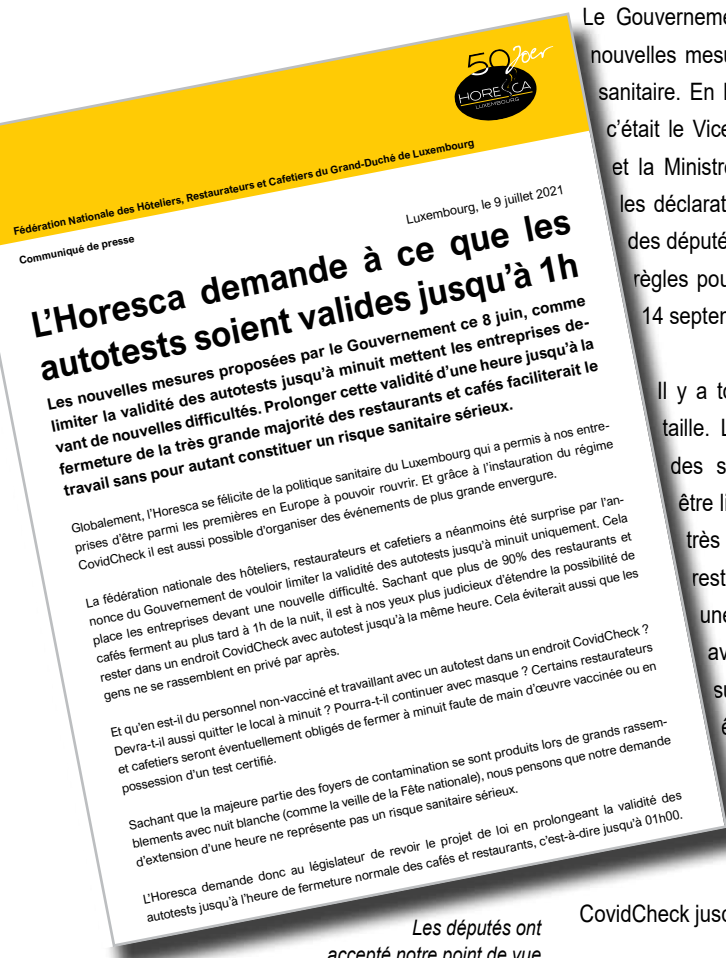 50 Joer
HORESCA
LUXEMBOURG
Fédération Nationale des Hôteliers, Restaurateurs et Cafetiers du Grand-Duché de Luxembourg
Communiqué de presse
Luxembourg, le 9 juillet 2021
L'Horesca demande à ce que les
autotests soient valides jusqu'à 1h
Les nouvelles mesures proposées par le Gouvernement ce 8 juin, comme
limiter la validité des autotests jusqu'à minuit mettent les entreprises de-
vant de nouvelles difficultés. Prolonger cette validité d'une heure jusqu'à la
fermeture de la très grande majorité des restaurants et cafés faciliterait le
travail sans pour autant constituer un risque sanitaire sérieux.
Globalement, l'Horesca se félicite de la politique sanitaire du Luxembourg qui a permis à nos entre-
prises d'être parmi les premières en Europe à pouvoir rouvrir. Et grâce à l'instauration du régime
CovidCheck il est aussi possible d'organiser des événements de plus grande envergure.
La fédération nationale des hôteliers, restaurateurs et cafetiers a néanmoins été surprise par l'an-
nonce du Gouvernement de vouloir limiter la validité des autotests jusqu'à minuit uniquement. Cela
place les entreprises devant une nouvelle difficulté. Sachant que plus de 90% des restaurants et
cafés ferment au plus tard à 1h de la nuit, il est à nos yeux plus judicieux d'étendre la possibilité de
rester dans un endroit CovidCheck avec autotest jusqu'à la même heure. Cela éviterait aussi que les
gens ne se rassemblent en privé par après.
Et qu'en est-il du personnel non-vacciné et travaillant avec un autotest dans un endroit CovidCheck ?
Devra-t-il aussi quitter le local à minuit ? Pourra-t-il continuer avec masque ? Certains restaurateurs
et cafetiers seront éventuellement obligés de fermer à minuit faute de main d'œuvre vaccinée ou en
possession d'un test certifié.
Sachant que la majeure partie des foyers de contamination se sont produits lors de grands rassem-
blements avec nuit blanche (comme la veille de la Fête nationale), nous pensons que notre demande
d'extension d'une heure ne représente pas un risque sanitaire sérieux.
L'Horesca demande donc au législateur de revoir le projet de loi en prolongeant la validité des
autotests jusqu'à l'heure de fermeture normale des cafés et restaurants, c'est-à-dire jusqu'à 01h00.
Les députés ont
accepté notre point de vue
Le Gouverneme
nouvelles mesu
sanitaire. En
c'était le Vice
et la Ministre
les déclarat
des député
règles pou
14 septem
Il y a to
taille. L
des s
être li
très
rest
une
av
su
CovidCheck jusq